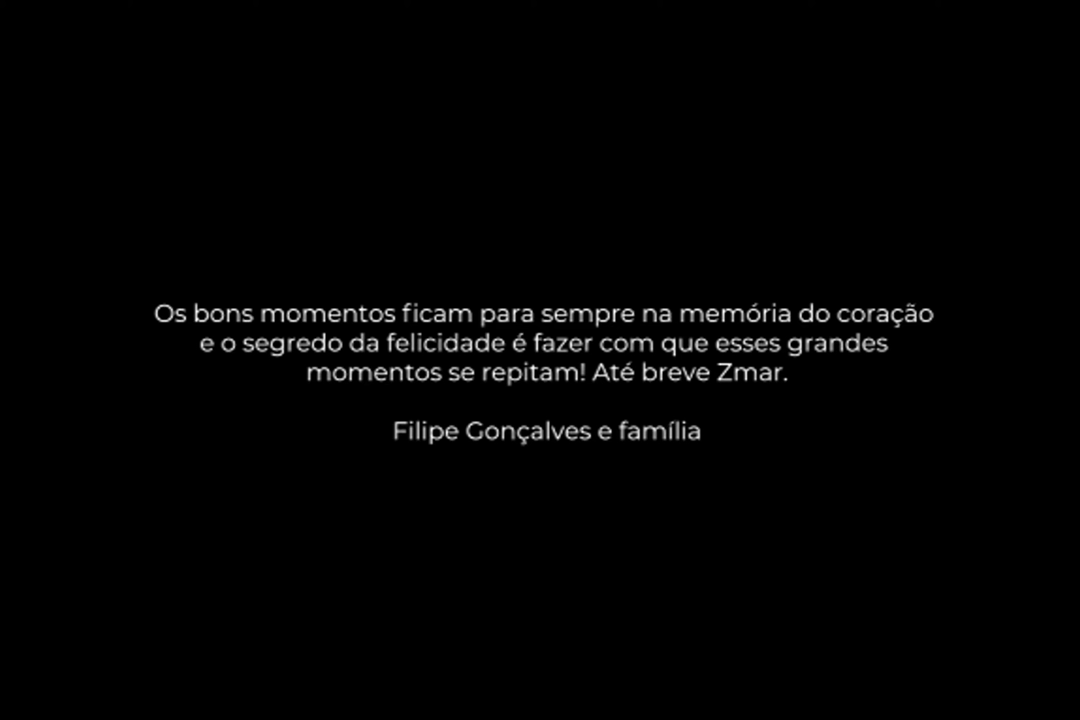 Os bons momentos ficam para sempre na memória do coração
e o segredo da felicidade é fazer com que esses grandes
momentos se repitam! Até breve Zmar.
Filipe Gonçalves e família